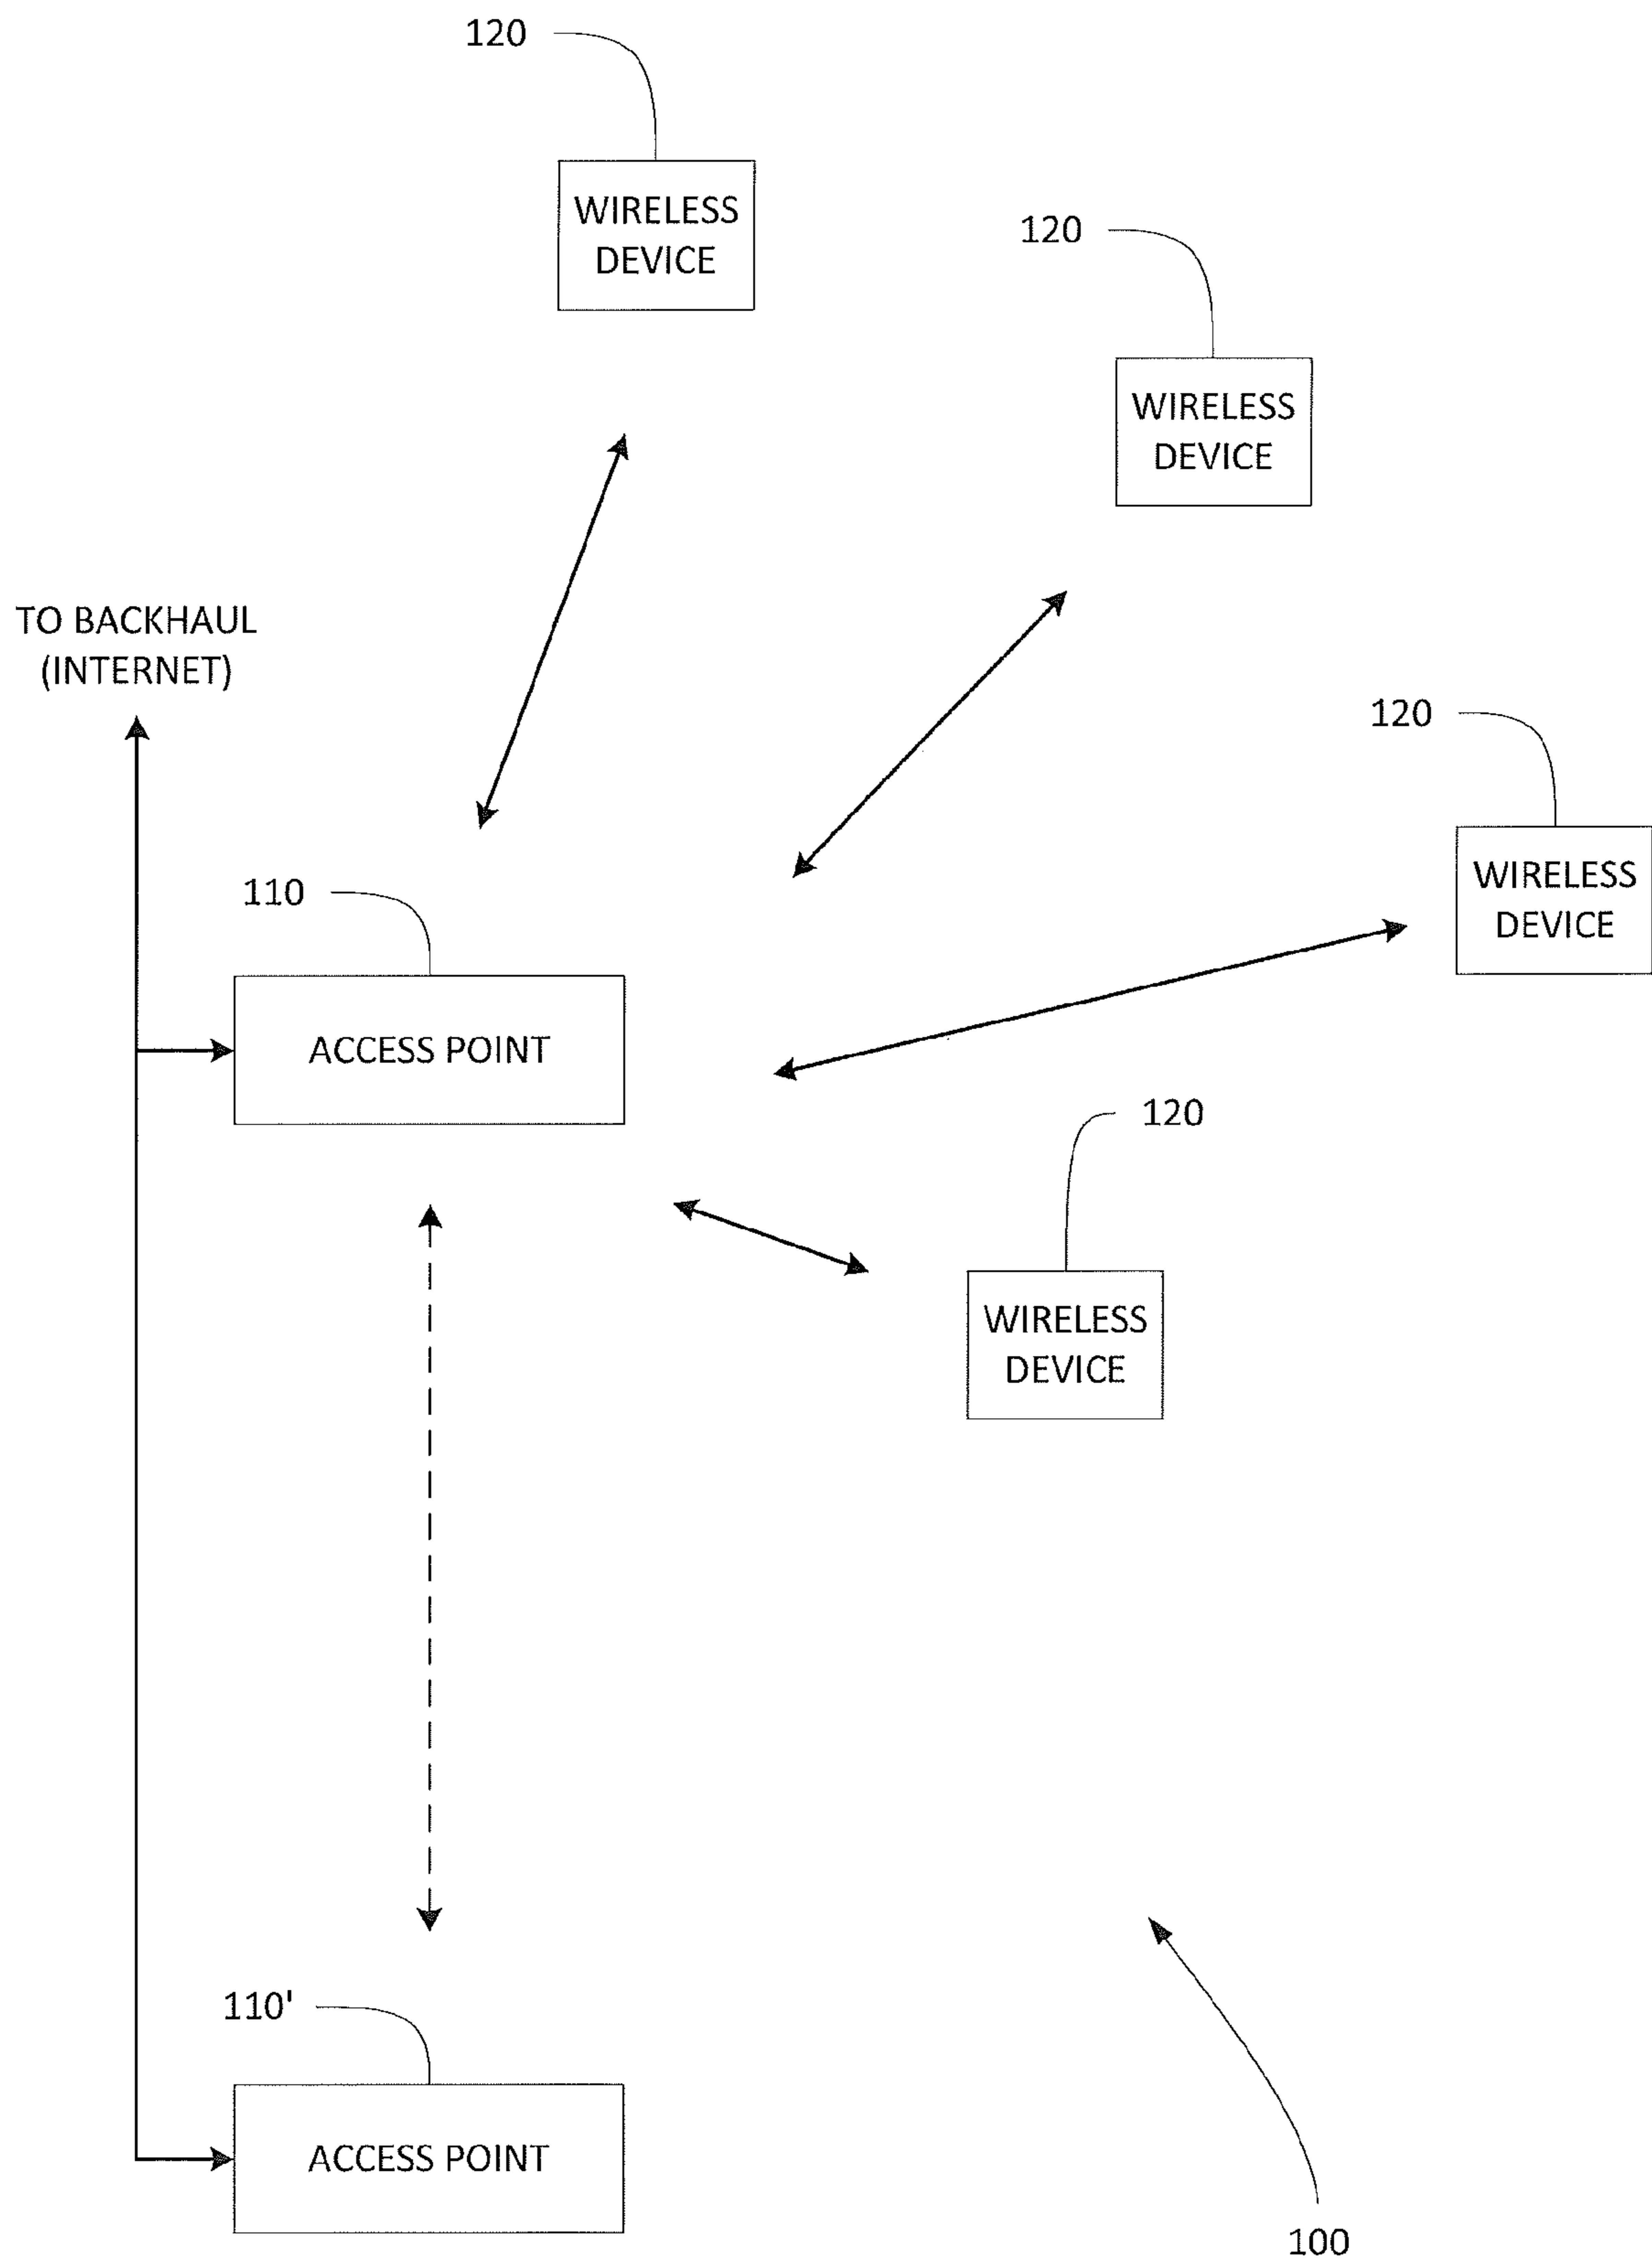 120
WIRELESS
DEVICE
120
WIRELESS
DEVICE
TO BACKHAUL
(INTERNET)
120
WIRELESS
DEVICE
110
ACCESS POINT
120
WIRELESS
DEVICE
110'
ACCESS POINT
100